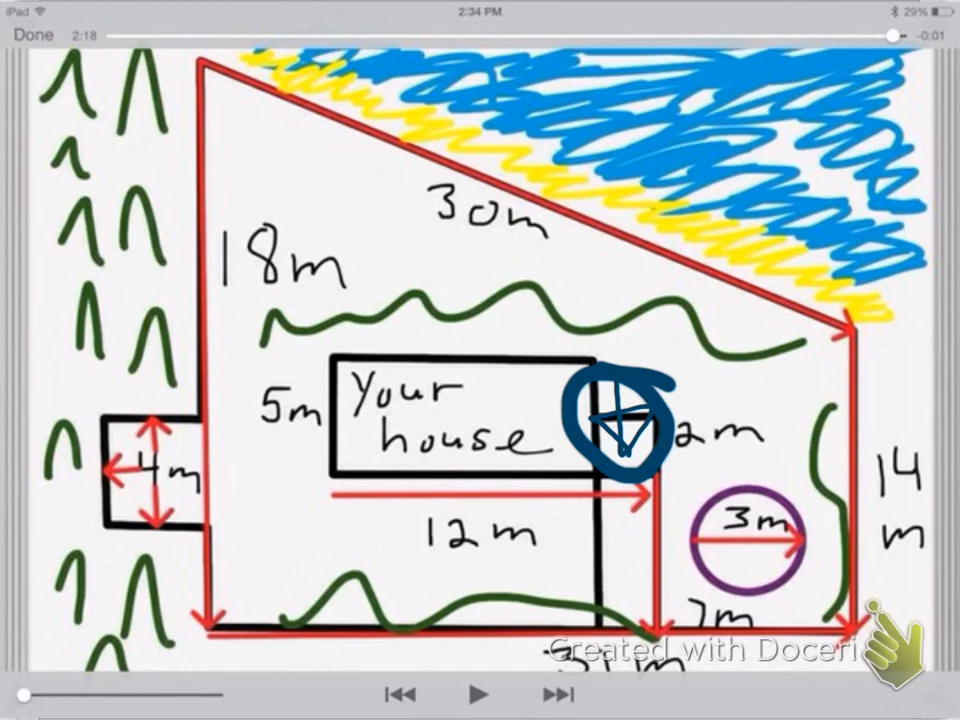 iPad
2:34 PM
29%
Done
2:18
-0:01
30m
18m
5m
Your
house
2m
4m
12m
3m
14
m
7m
Created with Doceri